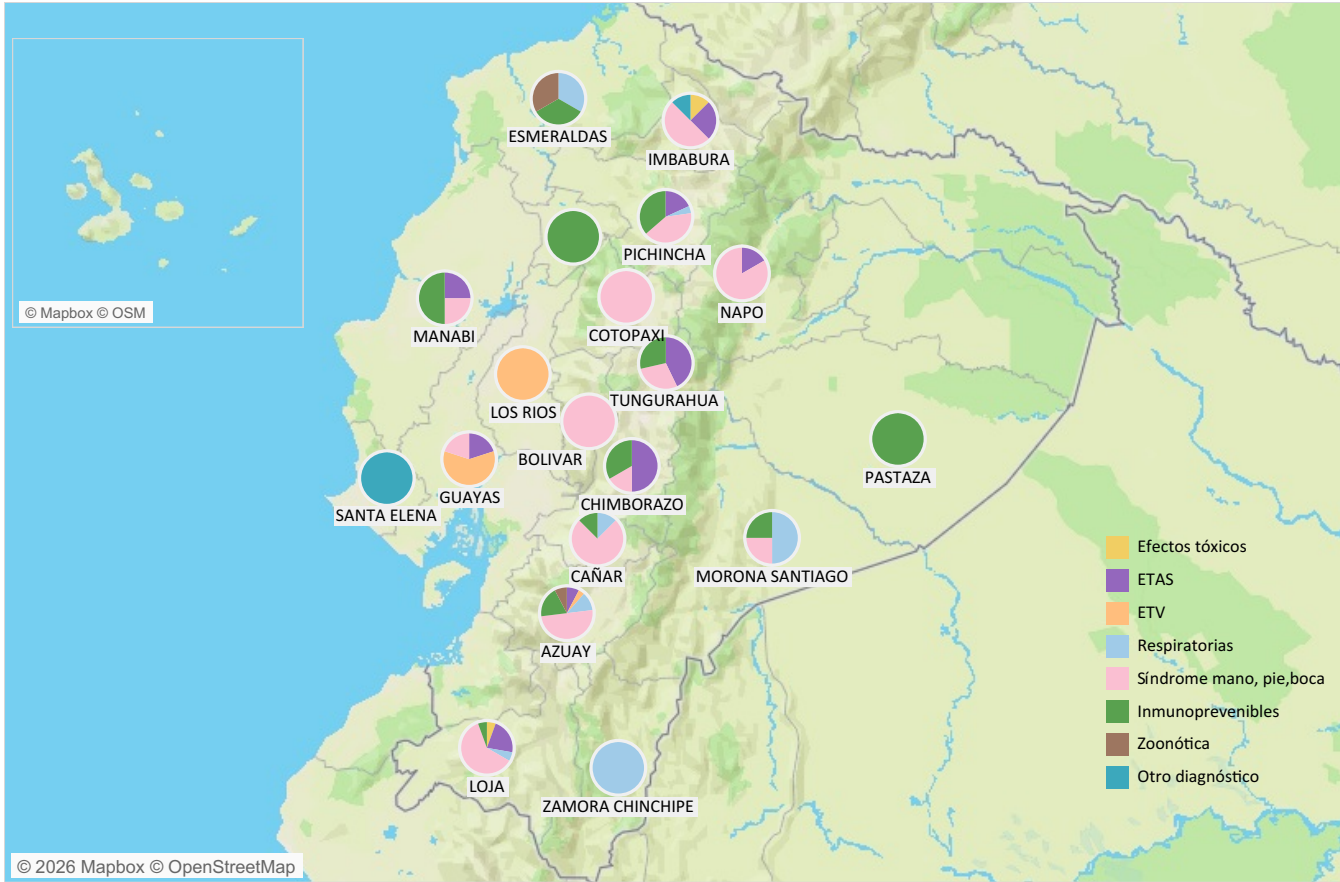 ESMERALDAS
IMBABURA
PICHINCHA
NAPO
© Mapbox © OSM
MANABI
COTOPAXI
LOS RIOS
TUNGURAHUA
BOLIVAR
PASTAZA
GUAYAS
CHIMBORAZO
SANTA ELENA
CAÑAR
MORONA SANTIAGO
AZUAY
LOJA
ZAMORA CHINCHIPE
Efectos tóxicos
ETAS
ETV
Respiratorias
Síndrome mano, pie,boca
Inmunoprevenibles
Zoonótica
Otro diagnóstico
© 2026 Mapbox © OpenStreetMap